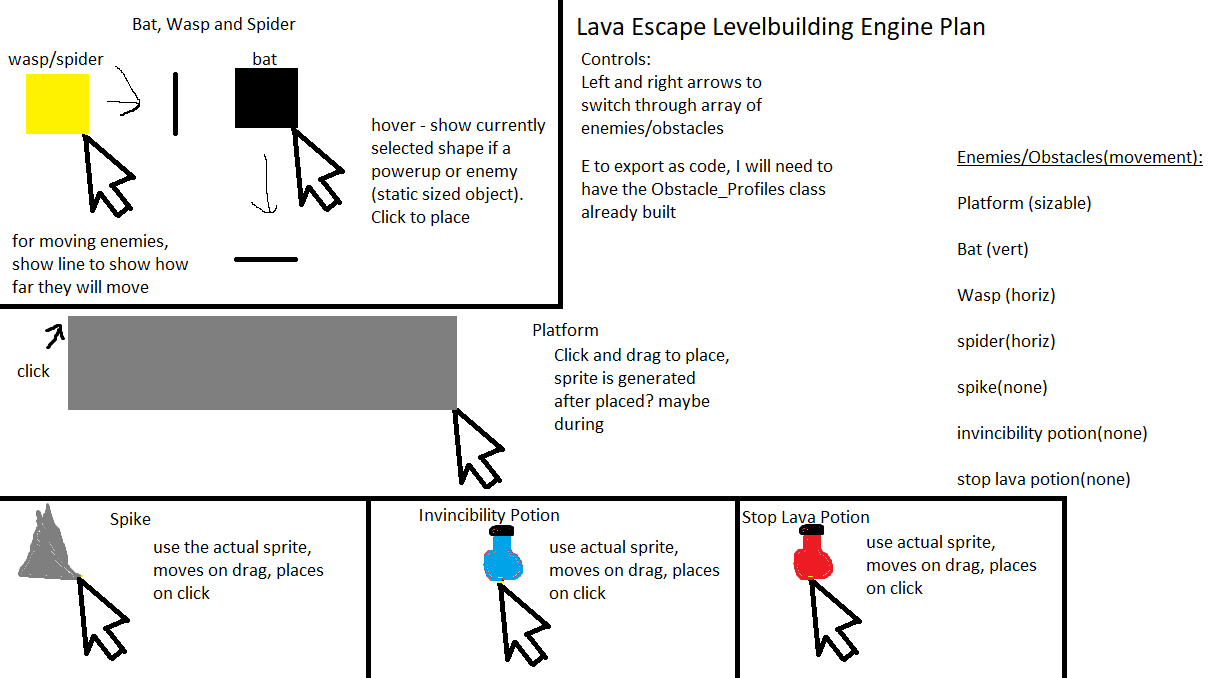 Bat, Wasp and Spider
wasp/spider
bat
hover - show currently
selected shape if a
powerup or enemy
(static sized object).
Click to place
for moving enemies,
show line to show how
far they will move
Lava Escape Levelbuilding Engine Plan
Controls:
Left and right arrows to
switch through array of
enemies/obstacles
E to export as code, I will need to
have the Obstacle_Profiles class
already built
Enemies/Obstacles(movement):
Platform (sizable)
Bat (vert)
Wasp (horiz)
spider(horiz)
spike(none)
invincibility potion(none)
stop lava potion(none)
click
Platform
Click and drag to place,
sprite is generated
after placed? maybe
during
Spike
use the actual sprite,
moves on drag, places
on click
Invincibility Potion
use actual sprite,
moves on drag, places
on click
Stop Lava Potion
use actual sprite,
moves on drag, places
on click